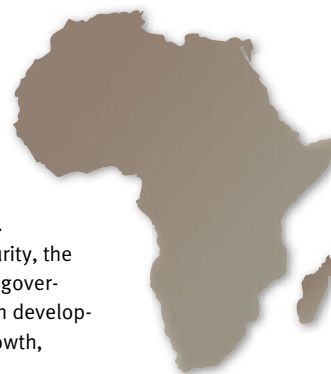 .
urity, the
gover-
n develop-
owth,